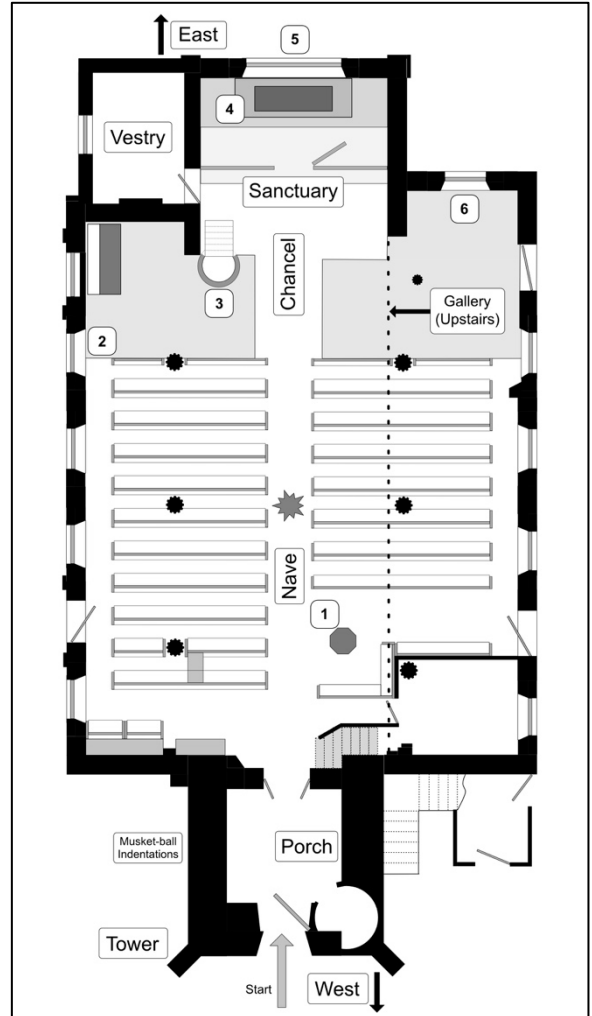 East
5
4
Vestry
Sanctuary
6
Chancel
3
Gallery
(Upstairs)
2
Nave
1
Musket-ball
Indentations
Porch
Tower
Start
West